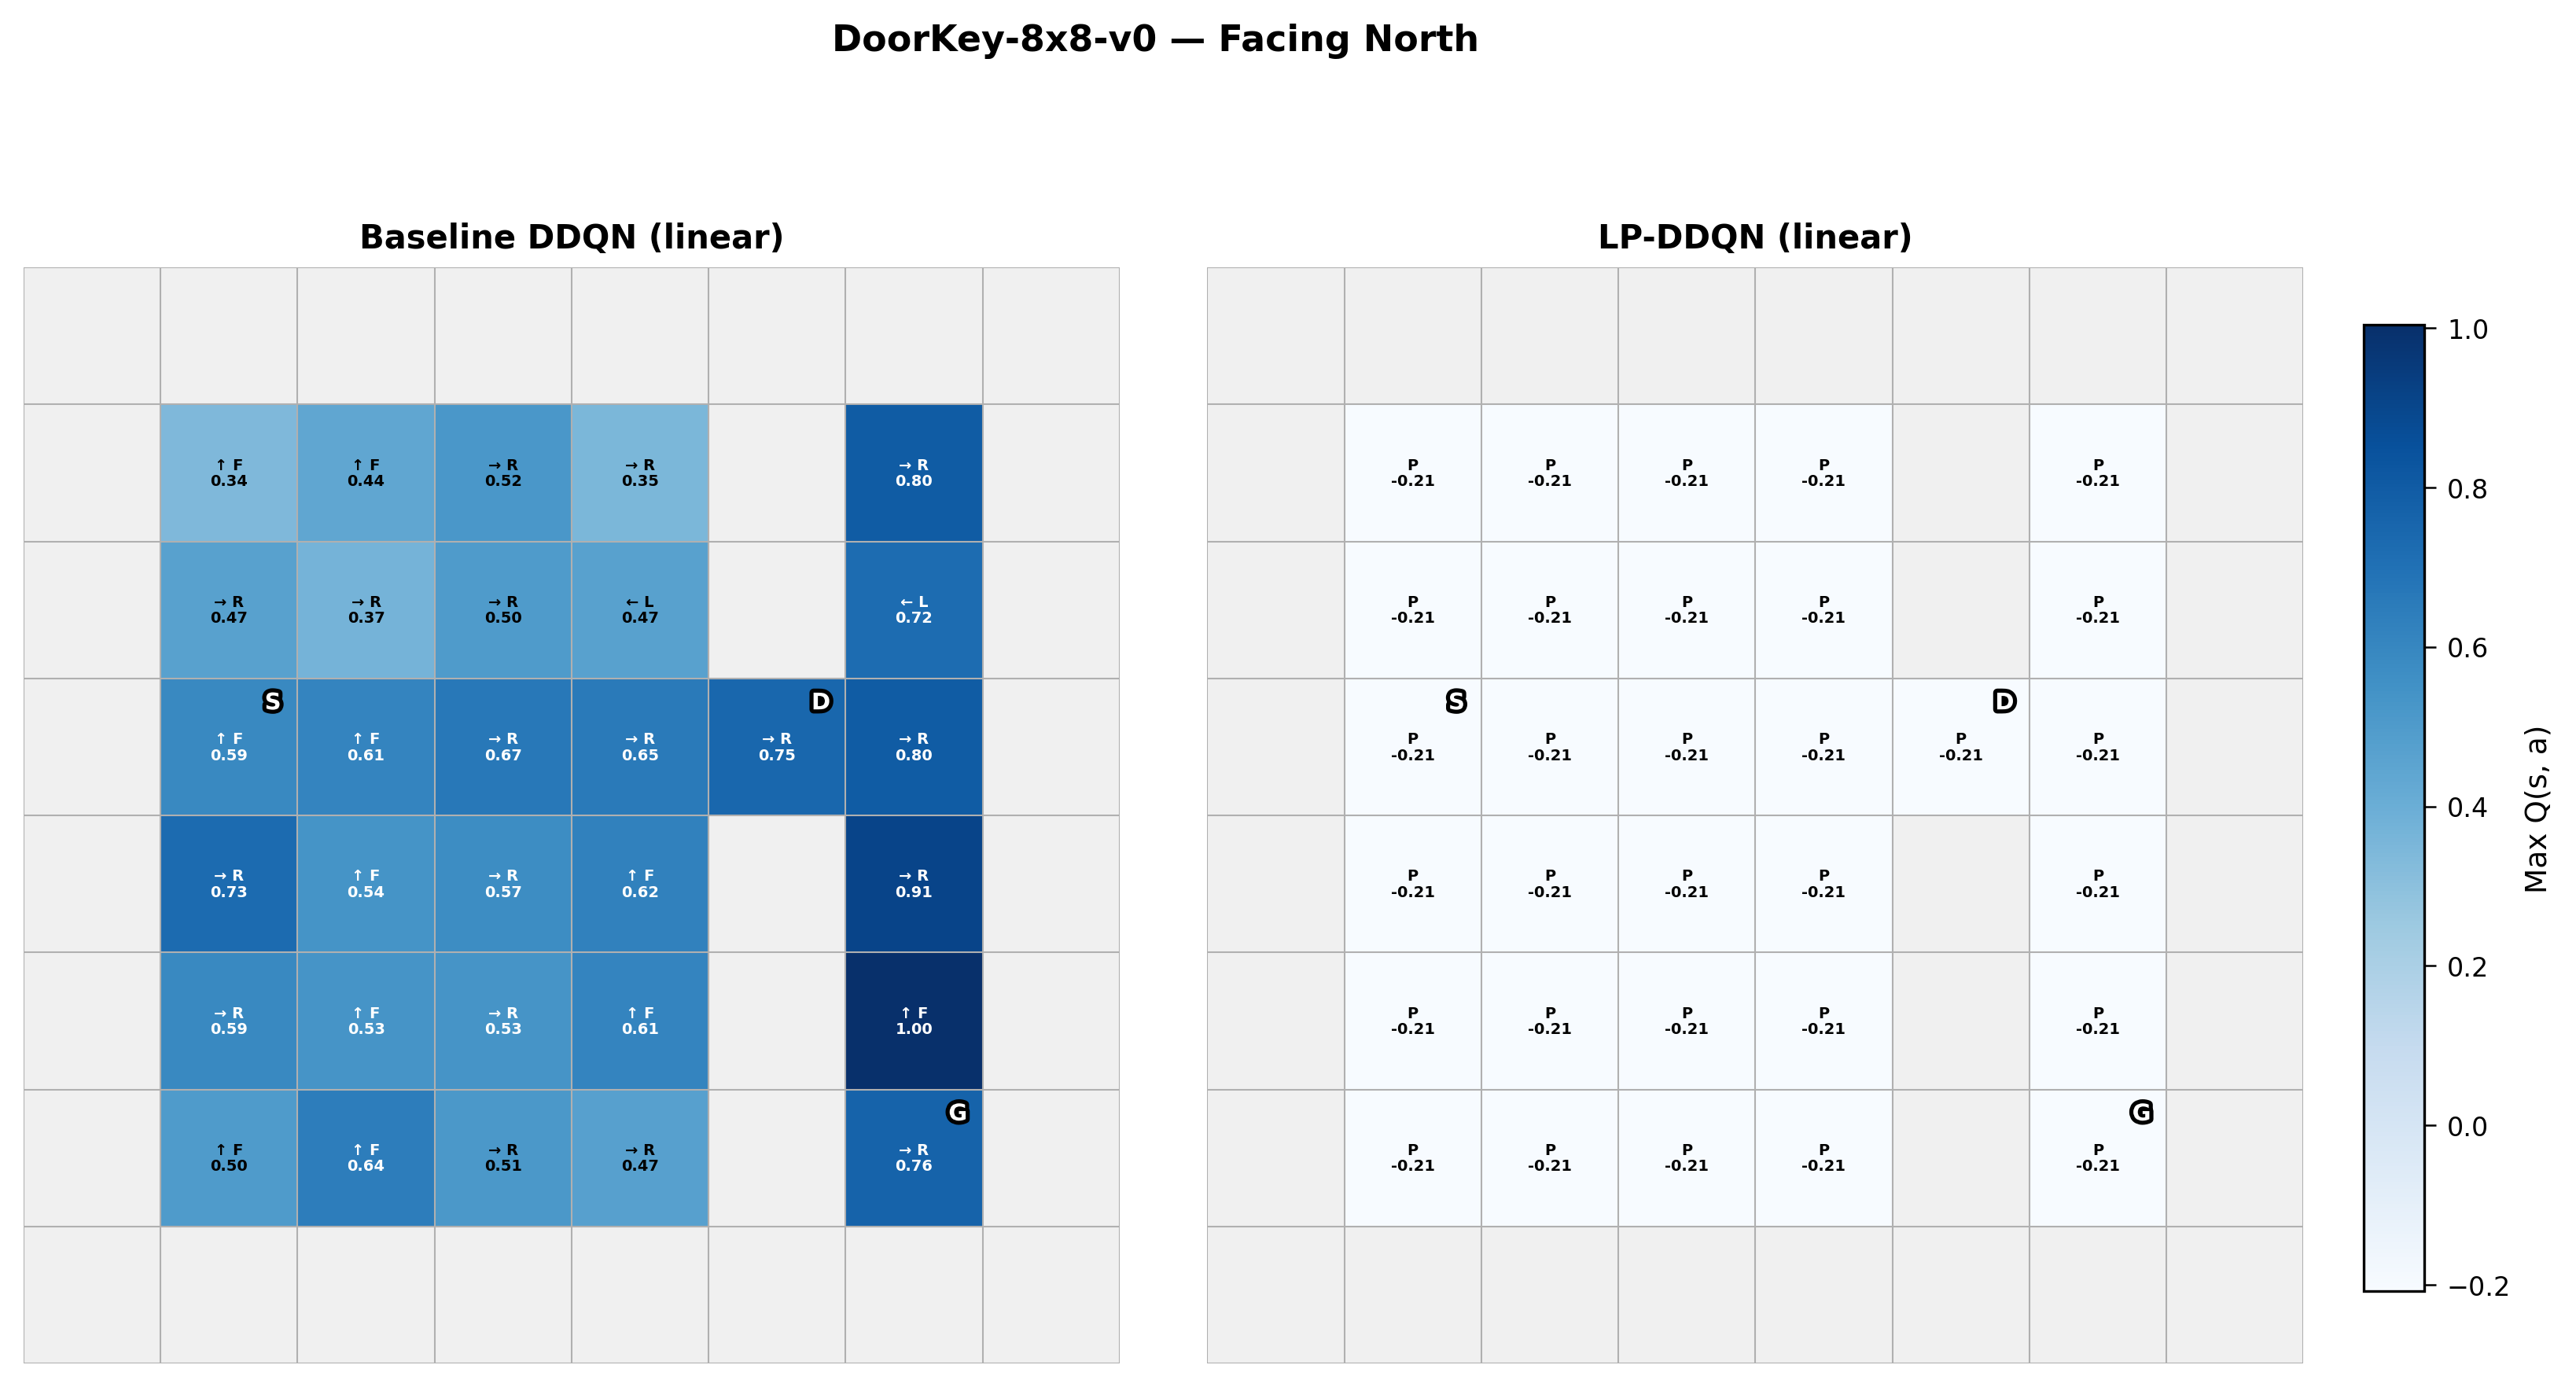 DoorKey-8x8-v0 — Facing North
Baseline DDQN (linear)
↑ F ↑ F → R → R → R
0.34 0.44 0.52 0.35 0.80
→ R → R → R ← L ← L
0.47 0.37 0.50 0.47 0.72
S D
↑ F ↑ F → R → R → R → R
0.59 0.61 0.67 0.65 0.75 0.80
→ R ↑ F → R ↑ F → R
0.73 0.54 0.57 0.62 0.91
→ R ↑ F → R ↑ F ↑ F
0.59 0.53 0.53 0.61 1.00
G
↑ F ↑ F → R → R → R
0.50 0.64 0.51 0.47 0.76
LP-DDQN (linear)
P P P P P
-0.21 -0.21 -0.21 -0.21 -0.21
P P P P P
-0.21 -0.21 -0.21 -0.21 -0.21
S D
P P P P P P
-0.21 -0.21 -0.21 -0.21 -0.21 -0.21
P P P P P
-0.21 -0.21 -0.21 -0.21 -0.21
P P P P P
-0.21 -0.21 -0.21 -0.21 -0.21
G
P P P P P
-0.21 -0.21 -0.21 -0.21 -0.21
1.0
0.8
0.6
0.4
0.2
0.0
−0.2
Max Q(s, a)